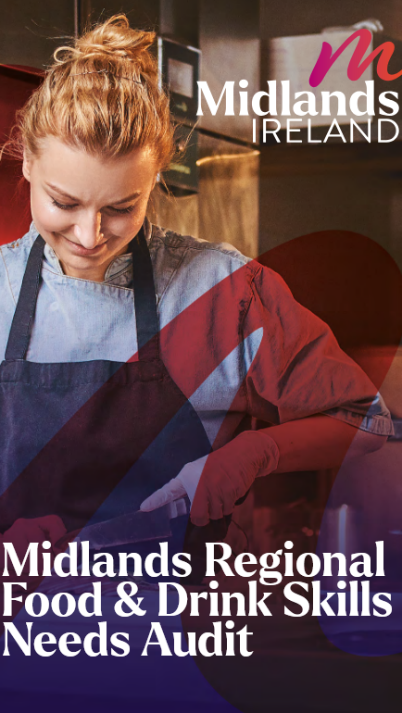 Midlands
IRELAND
Midlands Regional
Food & Drink Skills
Needs Audit